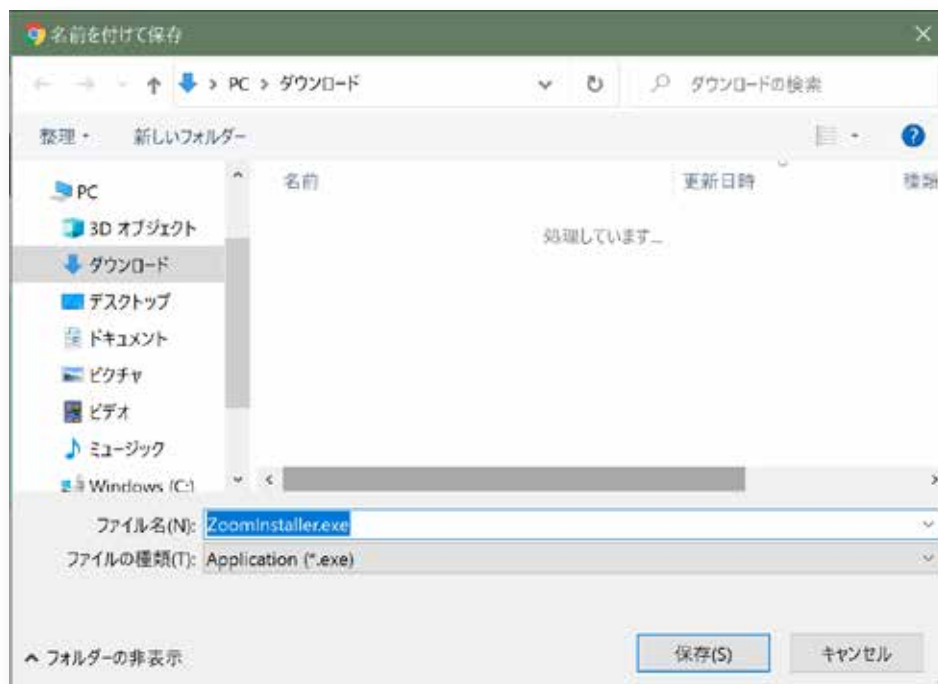 名前を付けて保存
PC > ダウンロード
ダウンロードの検索
整理
新しいフォルダー
名前
更新日時
種類
処理しています...
PC
3D オブジェクト
ダウンロード
デスクトップ
ドキュメント
ピクチャ
ビデオ
ミュージック
Windows (C:)
ファイル名(N): ZoomInstaller.exe
ファイルの種類(T): Application (*.exe)
フォルダーの非表示
保存(S)
キャンセル